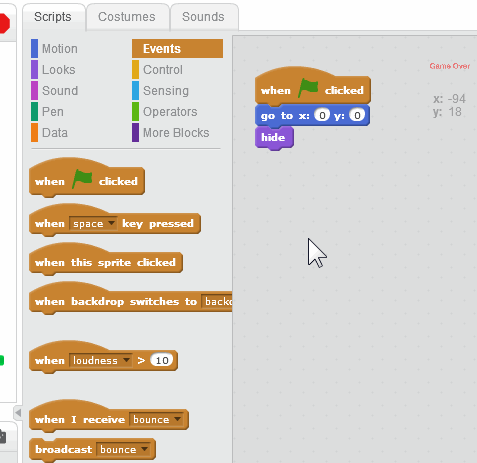 Scripts Costumes Sounds
Motion Events
Looks Control
Sound Sensing
Pen Operators
Data More Blocks
when clicked
when space key pressed
when this sprite clicked
when backdrop switches to
when loudness > 10
when I receive bounce
broadcast bounce
Game Over
x: -94
y: 18
when clicked
go to x: 0 y: 0
hide